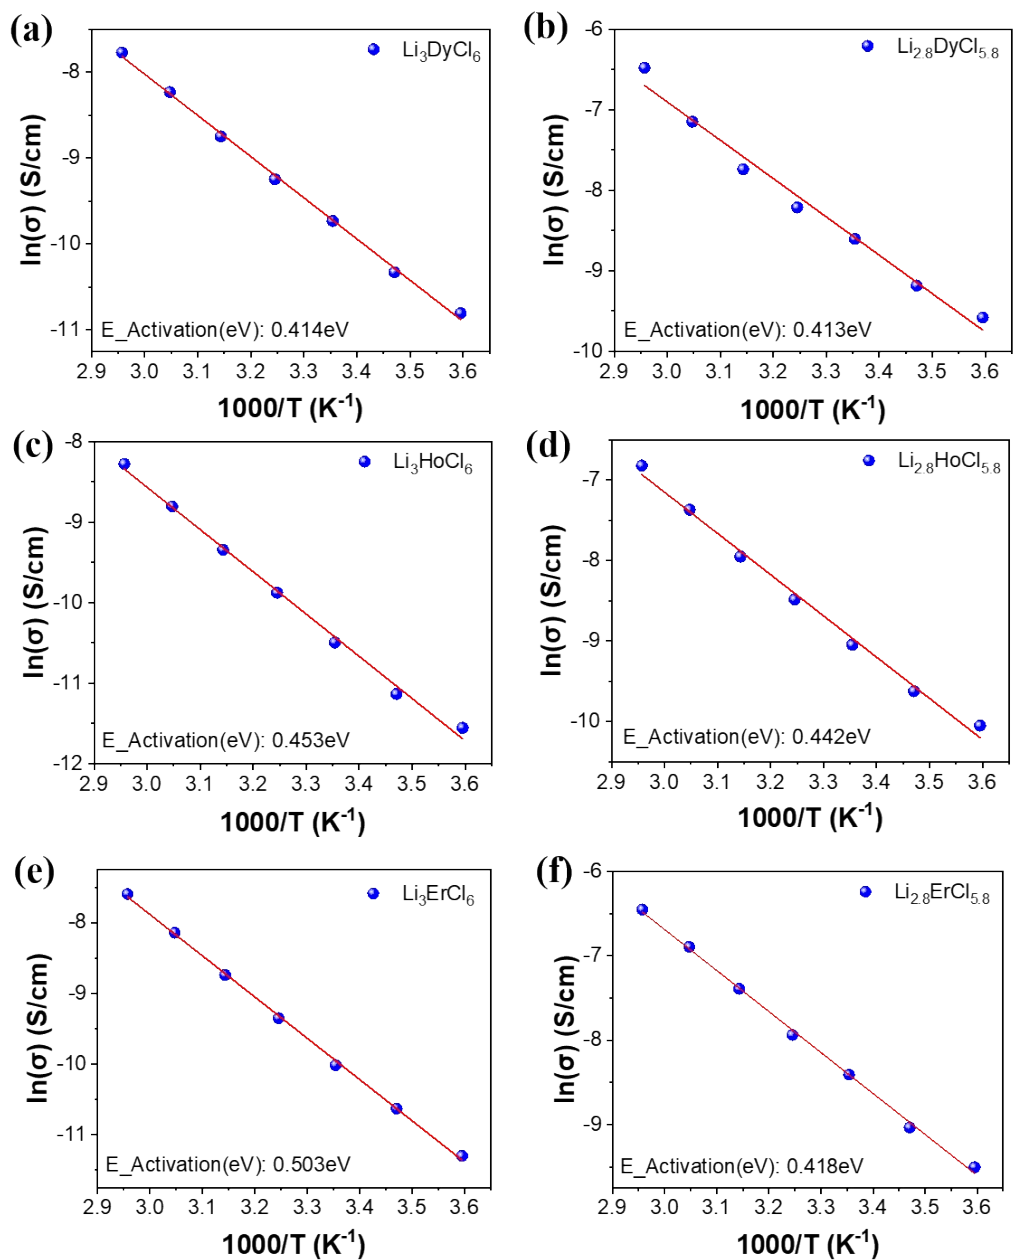 (a)
Li₃DyCl₆
-8
-9
-10
-11
ln(σ) (S/cm)
E_Activation(eV): 0.414eV
2.9 3.0 3.1 3.2 3.3 3.4 3.5 3.6
1000/T (K⁻¹)
(b)
Li₂.₈DyCl₅.₈
-6
-7
-8
-9
-10
ln(σ) (S/cm)
E_Activation(eV): 0.413eV
2.9 3.0 3.1 3.2 3.3 3.4 3.5 3.6
1000/T (K⁻¹)
(c)
Li₃HoCl₆
-8
-9
-10
-11
-12
ln(σ) (S/cm)
E_Activation(eV): 0.453eV
2.9 3.0 3.1 3.2 3.3 3.4 3.5 3.6
1000/T (K⁻¹)
(d)
Li₂.₈HoCl₅.₈
-7
-8
-9
-10
ln(σ) (S/cm)
E_Activation(eV): 0.442eV
2.9 3.0 3.1 3.2 3.3 3.4 3.5 3.6
1000/T (K⁻¹)
(e)
Li₃ErCl₆
-8
-9
-10
-11
ln(σ) (S/cm)
E_Activation(eV): 0.503eV
2.9 3.0 3.1 3.2 3.3 3.4 3.5 3.6
1000/T (K⁻¹)
(f)
Li₂.₈ErCl₅.₈
-6
-7
-8
-9
ln(σ) (S/cm)
E_Activation(eV): 0.418eV
2.9 3.0 3.1 3.2 3.3 3.4 3.5 3.6
1000/T (K⁻¹)